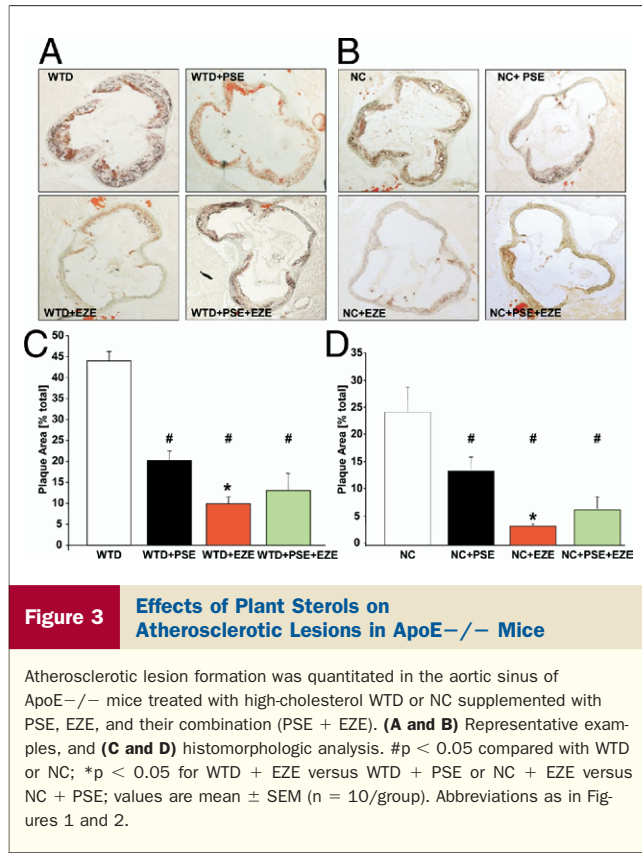 A
B
WTD
WTD+PSE
NC
NC+ PSE
WTD+EZE
WTD+PSE+EZE
NC+EZE
NC+PSE+EZE
C
D
Plaque Area [% total]
50
45
40
35
30
25
20
15
10
5
0
#
#
#
*
WTD
WTD+PSE
WTD+EZE
WTD+PSE+EZE
Plaque Area [% total]
35
30
25
20
15
10
5
0
#
#
#
*
NC
NC+PSE
NC+EZE
NC+PSE+EZE
Figure 3
Effects of Plant Sterols on
Atherosclerotic Lesions in ApoE−/− Mice
Atherosclerotic lesion formation was quantitated in the aortic sinus of
ApoE−/− mice treated with high-cholesterol WTD or NC supplemented with
PSE, EZE, and their combination (PSE + EZE). (A and B) Representative exam-
ples, and (C and D) histomorphologic analysis. #p < 0.05 compared with WTD
or NC; *p < 0.05 for WTD + EZE versus WTD + PSE or NC + EZE versus
NC + PSE; values are mean ± SEM (n = 10/group). Abbreviations as in Fig-
ures 1 and 2.